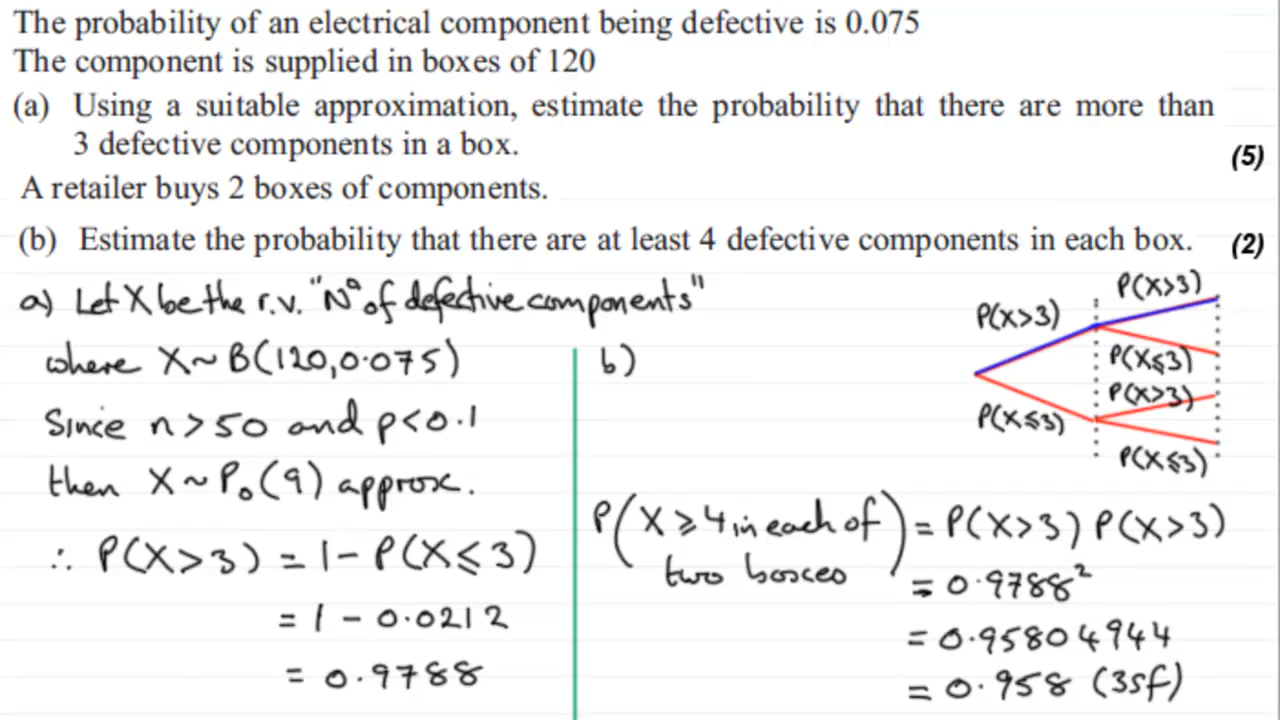 The probability of an electrical component being defective is 0.075
The component is supplied in boxes of 120
(a) Using a suitable approximation, estimate the probability that there are more than
3 defective components in a box.
(5)
A retailer buys 2 boxes of components.
(b) Estimate the probability that there are at least 4 defective components in each box.
(2)
a) Let X be the r.v. "Nº of defective components"
where X ~ B(120, 0.075)
Since n > 50 and p < 0.1
then X ~ Po(9) approx.
∴ P(X > 3) = 1 - P(X ⩽ 3)
= 1 - 0.0212
= 0.9788
b)
P(X>3)
P(X>3)
P(X⩽3)
P(X>3)
P(X⩽3)
P(X⩽3)
P(X ⩾ 4 in each of two boxes) = P(X > 3) P(X > 3)
= 0.9788²
= 0.95804944
= 0.958 (3sf)